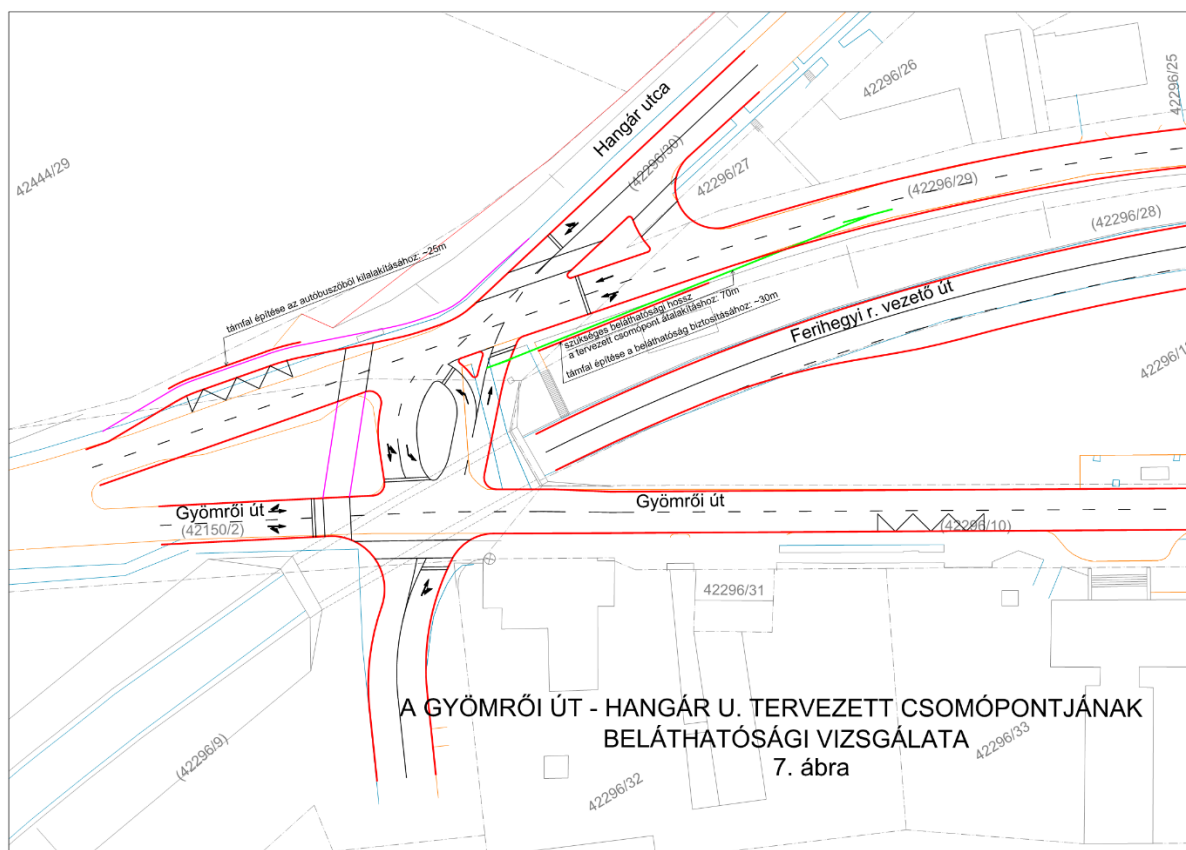 42444/29
Hangár utca
(42296/30)
42296/26
42296/25
42296/27
(42296/29)
(42296/28)
támfal építése az autóbuszöböl kilalakításához: ~25m
szükséges beláthatósági hossz
a tervezett csomópont átalakításhoz: 70m
támfal építése a beláthatóság biztosításához: ~30m
Ferihegyi r. vezető út
Gyömrői út
(42150/2)
Gyömrői út
(42296/10)
42296/31
A GYÖMRŐI ÚT - HANGÁR U. TERVEZETT CSOMÓPONTJÁNAK
BELÁTHATÓSÁGI VIZSGÁLATA
7. ábra
(42296/9)
42296/32
42296/33